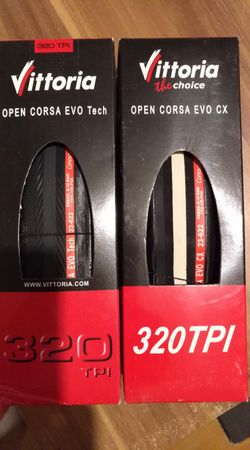 320 TPI
Vittoria
OPEN CORSA EVO Tech
EVO Tech
23-622
WWW.VITTORIA.COM
320
TPI
Vittoria
the choice
OPEN CORSA EVO CX
EVO CX
23-622
320TPI